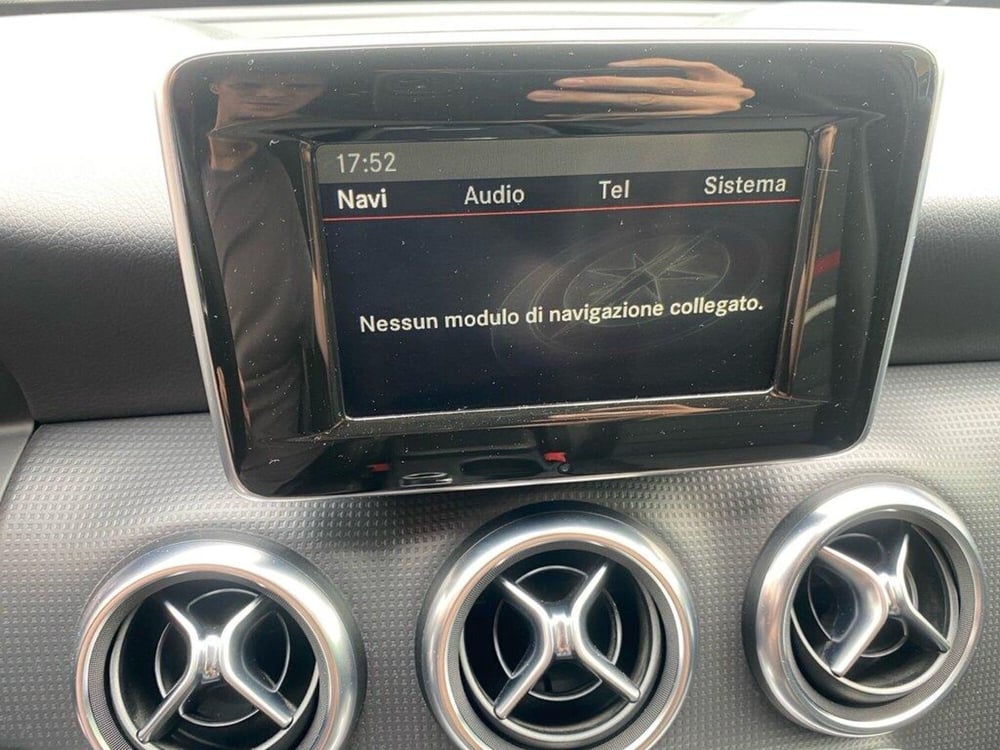 17:52
Navi Audio Tel Sistema
Nessun modulo di navigazione collegato.